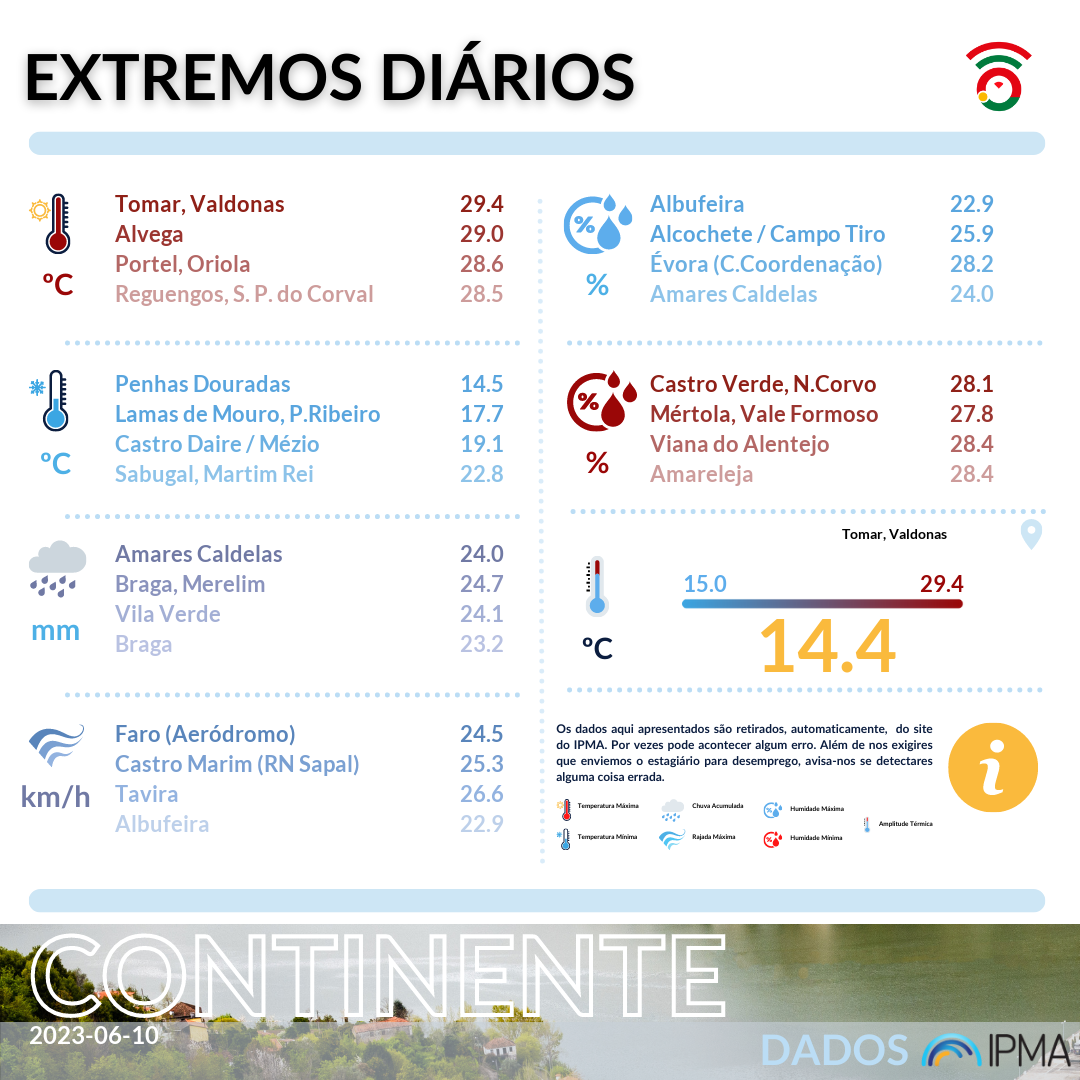 EXTREMOS DIÁRIOS
Tomar, Valdonas 29.4
Alvega 29.0
Portel, Oriola 28.6
Reguengos, S. P. do Corval 28.5
ºC
Penhas Douradas 14.5
Lamas de Mouro, P.Ribeiro 17.7
Castro Daire / Mézio 19.1
Sabugal, Martim Rei 22.8
ºC
Amares Caldelas 24.0
Braga, Merelim 24.7
Vila Verde 24.1
Braga 23.2
mm
Faro (Aeródromo) 24.5
Castro Marim (RN Sapal) 25.3
Tavira 26.6
Albufeira 22.9
km/h
%
Albufeira 22.9
Alcochete / Campo Tiro 25.9
Évora (C.Coordenação) 28.2
Amares Caldelas 24.0
%
%
Castro Verde, N.Corvo 28.1
Mértola, Vale Formoso 27.8
Viana do Alentejo 28.4
Amareleja 28.4
%
Tomar, Valdonas
15.0 29.4
14.4
ºC
Os dados aqui apresentados são retirados, automaticamente, do site
do IPMA. Por vezes pode acontecer algum erro. Além de nos exigires
que enviemos o estagiário para desemprego, avisa-nos se detectares
alguma coisa errada.
i
Temperatura Máxima Chuva Acumulada Humidade Máxima
Amplitude Térmica
Temperatura Mínima Rajada Máxima Humidade Mínima
CONTINENTE
2023-06-10
DADOS IPMA